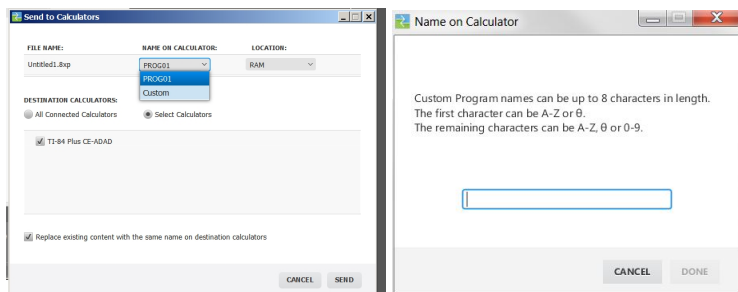 Send to Calculators
FILE NAME: NAME ON CALCULATOR: LOCATION:
Untitled1.8xp PROG01 RAM
PROG01
Custom
DESTINATION CALCULATORS:
All Connected Calculators Select Calculators
TI-84 Plus CE-ADAD
Replace existing content with the same name on destination calculators
CANCEL SEND
Name on Calculator
Custom Program names can be up to 8 characters in length.
The first character can be A-Z or θ.
The remaining characters can be A-Z, θ or 0-9.
CANCEL DONE